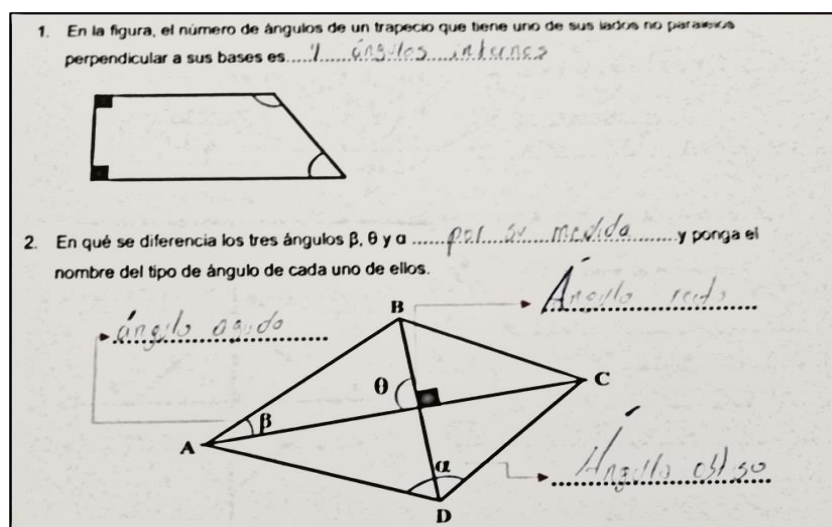 1. En la figura, el número de ángulos de un trapecio que tiene uno de sus lados no paralelos
perpendicular a sus bases es....4 ángulos internos
2. En qué se diferencia los tres ángulos β, θ y α ......por su medida......y ponga el
nombre del tipo de ángulo de cada uno de ellos.
B
Ángulo recto
ángulo agudo
θ
C
β
A
α
Ángulo obtuso
D